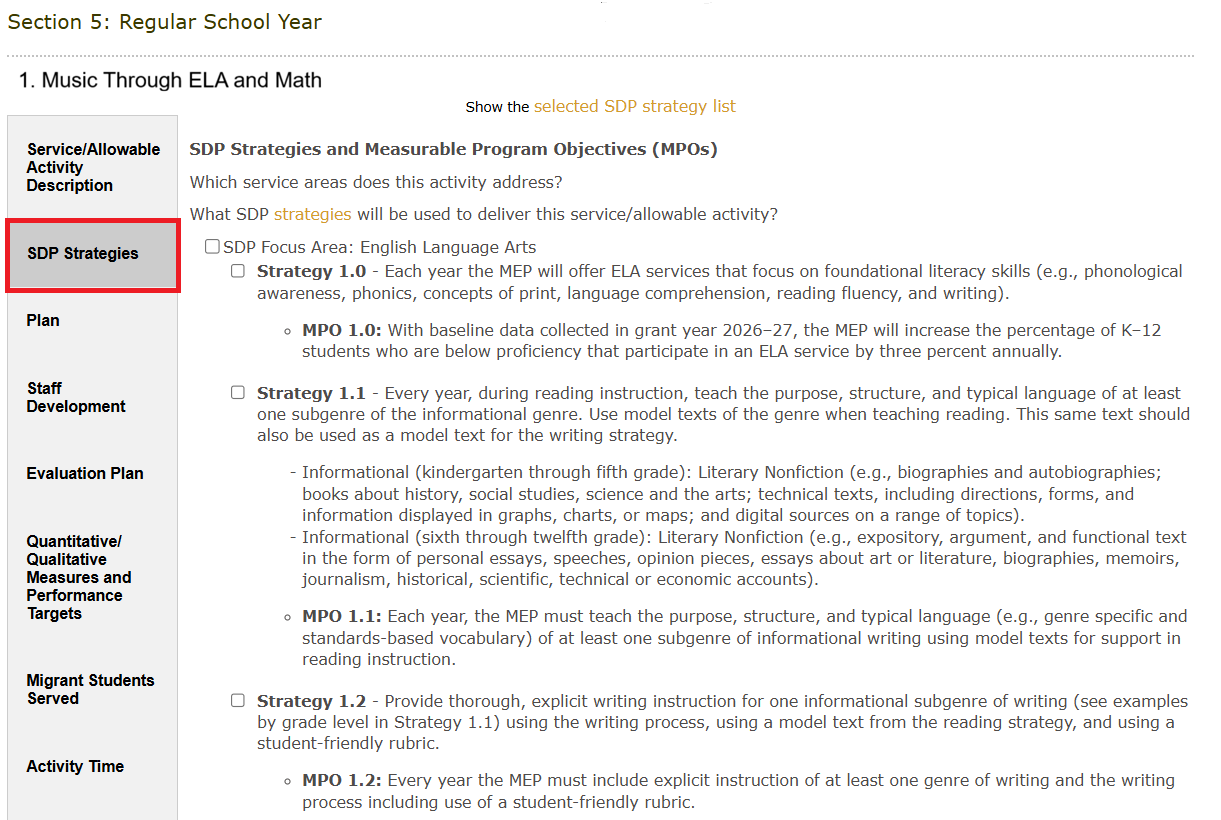 Section 5: Regular School Year
1. Music Through ELA and Math
Show the selected SDP strategy list
Service/Allowable
Activity
Description
SDP Strategies
Plan
Staff
Development
Evaluation Plan
Quantitative/
Qualitative
Measures and
Performance
Targets
Migrant Students
Served
Activity Time
SDP Strategies and Measurable Program Objectives (MPOs)
Which service areas does this activity address?
What SDP strategies will be used to deliver this service/allowable activity?
SDP Focus Area: English Language Arts
Strategy 1.0 - Each year the MEP will offer ELA services that focus on foundational literacy skills (e.g., phonological
awareness, phonics, concepts of print, language comprehension, reading fluency, and writing).
◦ MPO 1.0: With baseline data collected in grant year 2026–27, the MEP will increase the percentage of K–12
students who are below proficiency that participate in an ELA service by three percent annually.
Strategy 1.1 - Every year, during reading instruction, teach the purpose, structure, and typical language of at least
one subgenre of the informational genre. Use model texts of the genre when teaching reading. This same text should
also be used as a model text for the writing strategy.
- Informational (kindergarten through fifth grade): Literary Nonfiction (e.g., biographies and autobiographies;
books about history, social studies, science and the arts; technical texts, including directions, forms, and
information displayed in graphs, charts, or maps; and digital sources on a range of topics).
- Informational (sixth through twelfth grade): Literary Nonfiction (e.g., expository, argument, and functional text
in the form of personal essays, speeches, opinion pieces, essays about art or literature, biographies, memoirs,
journalism, historical, scientific, technical or economic accounts).
◦ MPO 1.1: Each year, the MEP must teach the purpose, structure, and typical language (e.g., genre specific and
standards-based vocabulary) of at least one subgenre of informational writing using model texts for support in
reading instruction.
Strategy 1.2 - Provide thorough, explicit writing instruction for one informational subgenre of writing (see examples
by grade level in Strategy 1.1) using the writing process, using a model text from the reading strategy, and using a
student-friendly rubric.
◦ MPO 1.2: Every year the MEP must include explicit instruction of at least one genre of writing and the writing
process including use of a student-friendly rubric.